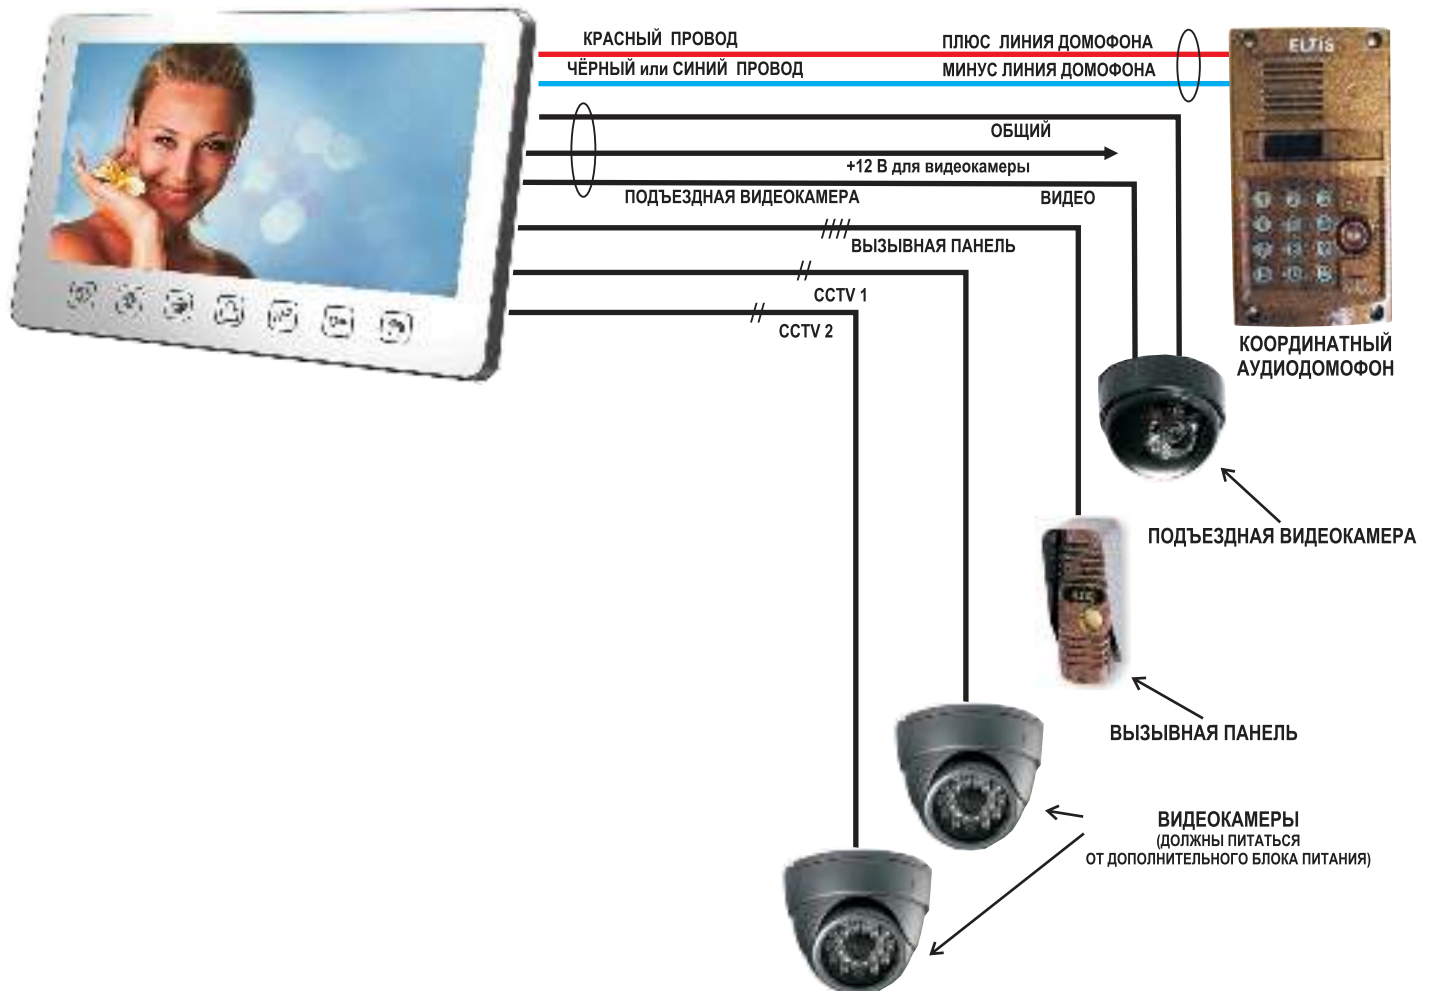 КРАСНЫЙ ПРОВОД
ПЛЮС ЛИНИЯ ДОМОФОНА
ELTIS
ЧЁРНЫЙ или СИНИЙ ПРОВОД
МИНУС ЛИНИЯ ДОМОФОНА
ОБЩИЙ
+12 В для видеокамеры
ПОДЪЕЗДНАЯ ВИДЕОКАМЕРА
ВИДЕО
ВЫЗЫВНАЯ ПАНЕЛЬ
CCTV 1
CCTV 2
КООРДИНАТНЫЙ
АУДИОДОМОФОН
ПОДЪЕЗДНАЯ ВИДЕОКАМЕРА
ВЫЗЫВНАЯ ПАНЕЛЬ
ВИДЕОКАМЕРЫ
(ДОЛЖНЫ ПИТАТЬСЯ
ОТ ДОПОЛНИТЕЛЬНОГО БЛОКА ПИТАНИЯ)